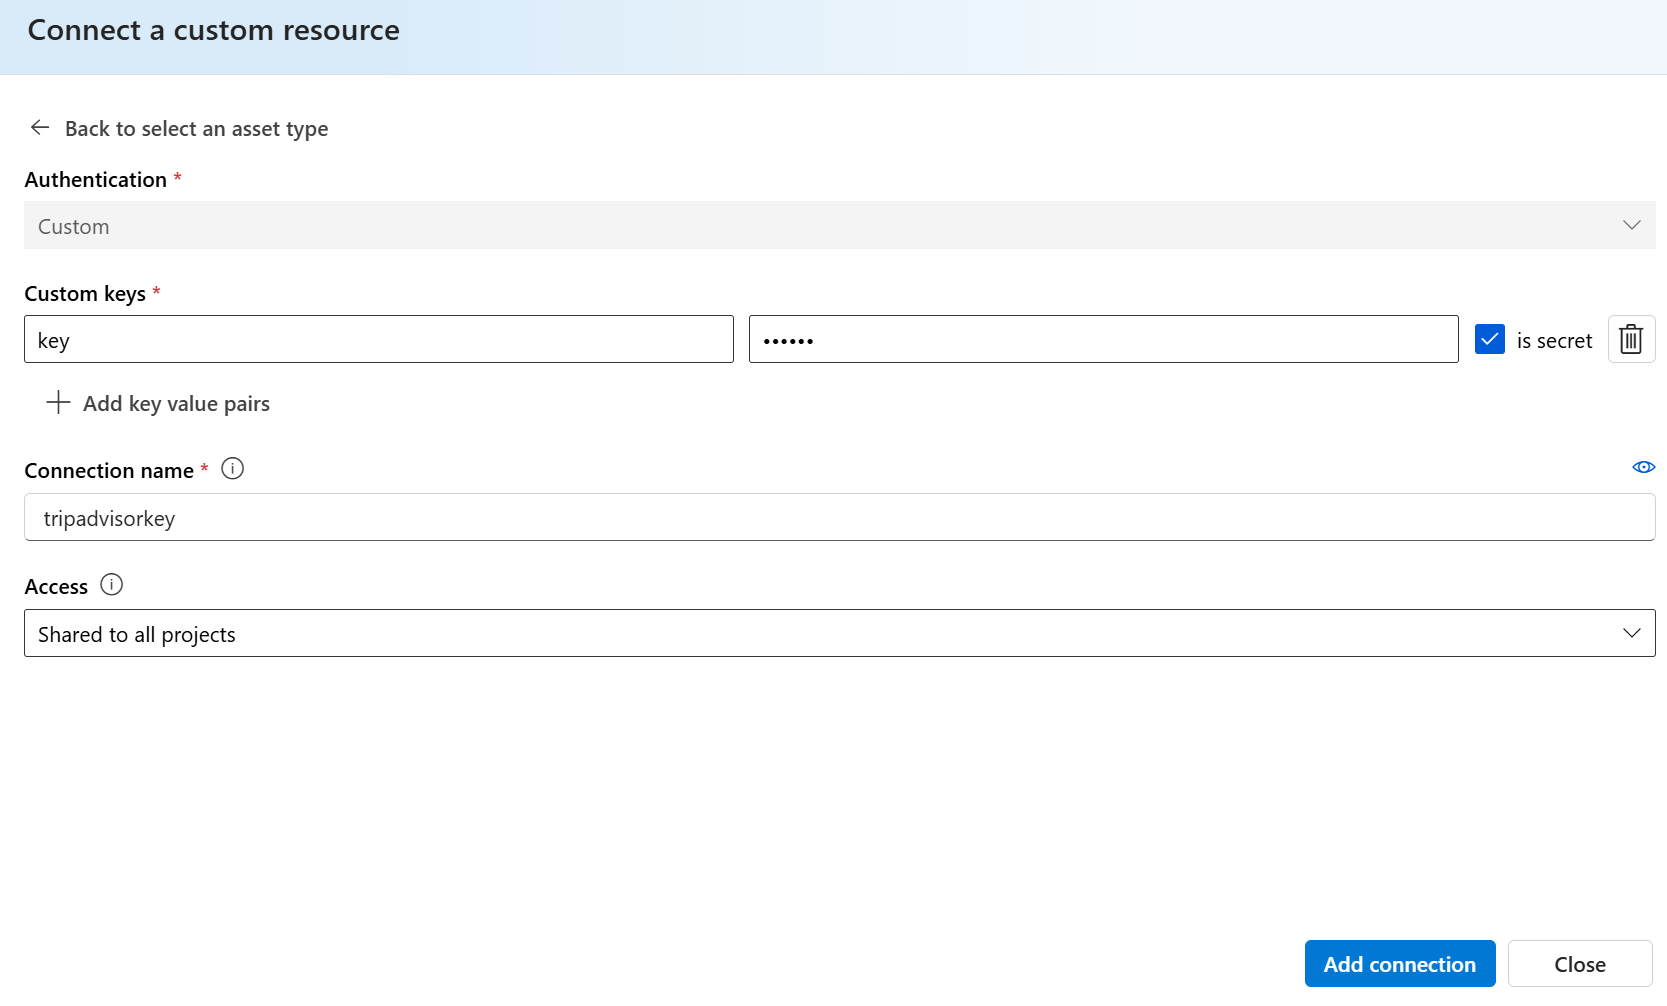 Connect a custom resource
Back to select an asset type
Authentication *
Custom
Custom keys *
key •••••• is secret
Add key value pairs
Connection name *
tripadvisorkey
Access
Shared to all projects
Add connection Close